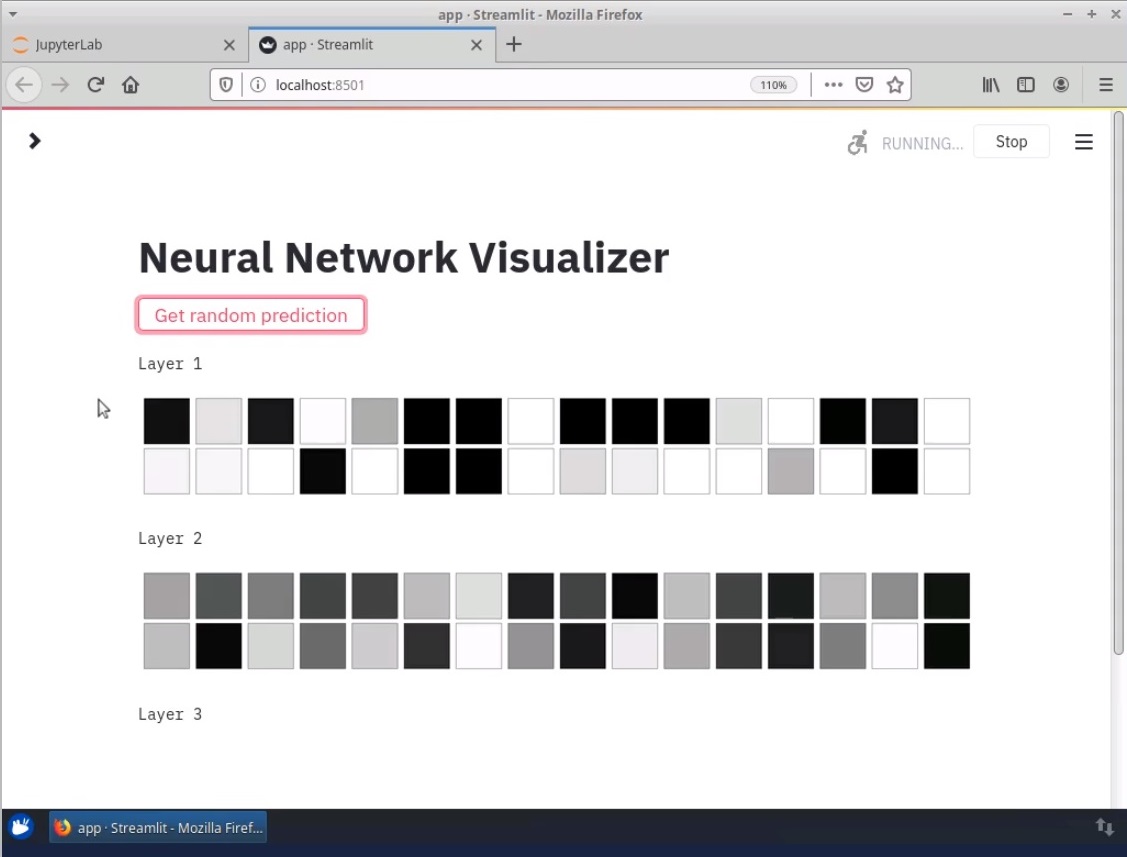 app · Streamlit - Mozilla Firefox
JupyterLab
app · Streamlit
localhost:8501
110%
RUNNING...
Stop
Neural Network Visualizer
Get random prediction
Layer 1
Layer 2
Layer 3
app · Streamlit - Mozilla Firef...